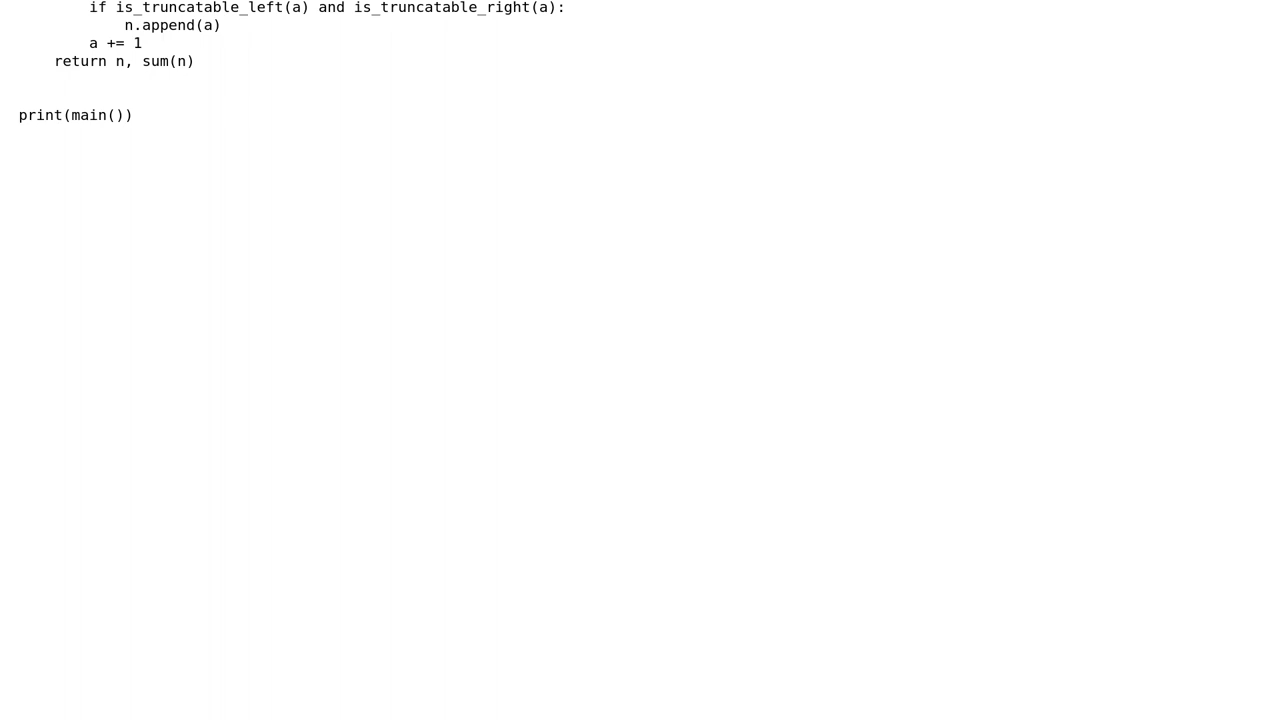 if is_truncatable_left(a) and is_truncatable_right(a):
            n.append(a)
        a += 1
    return n, sum(n)


print(main())